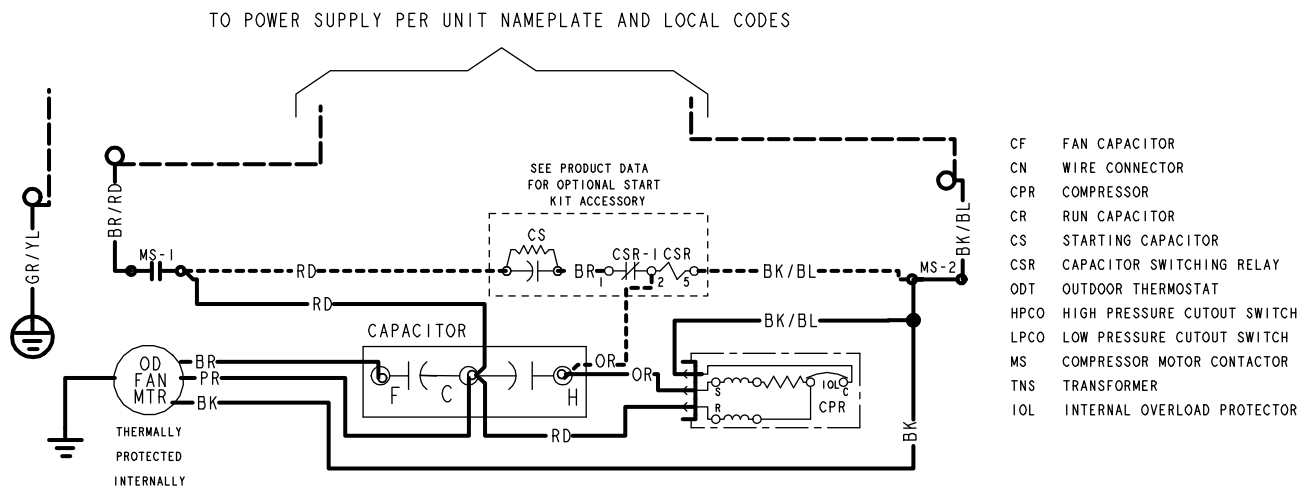 TO POWER SUPPLY PER UNIT NAMEPLATE AND LOCAL CODES
SEE PRODUCT DATA
FOR OPTIONAL START
KIT ACCESSORY
GR/YL
BR/RD
MS-1
RD
CS
BR
CSR-1 CSR
1
2
5
BK/BL
MS-2
BK/BL
RD
BK/BL
CAPACITOR
OR
OR
F
C
H
OD
FAN
MTR
BR
PR
BK
THERMALLY
PROTECTED
INTERNALLY
RD
S
R
IOL
C
CPR
BK
CF FAN CAPACITOR
CN WIRE CONNECTOR
CPR COMPRESSOR
CR RUN CAPACITOR
CS STARTING CAPACITOR
CSR CAPACITOR SWITCHING RELAY
ODT OUTDOOR THERMOSTAT
HPCO HIGH PRESSURE CUTOUT SWITCH
LPCO LOW PRESSURE CUTOUT SWITCH
MS COMPRESSOR MOTOR CONTACTOR
TNS TRANSFORMER
IOL INTERNAL OVERLOAD PROTECTOR